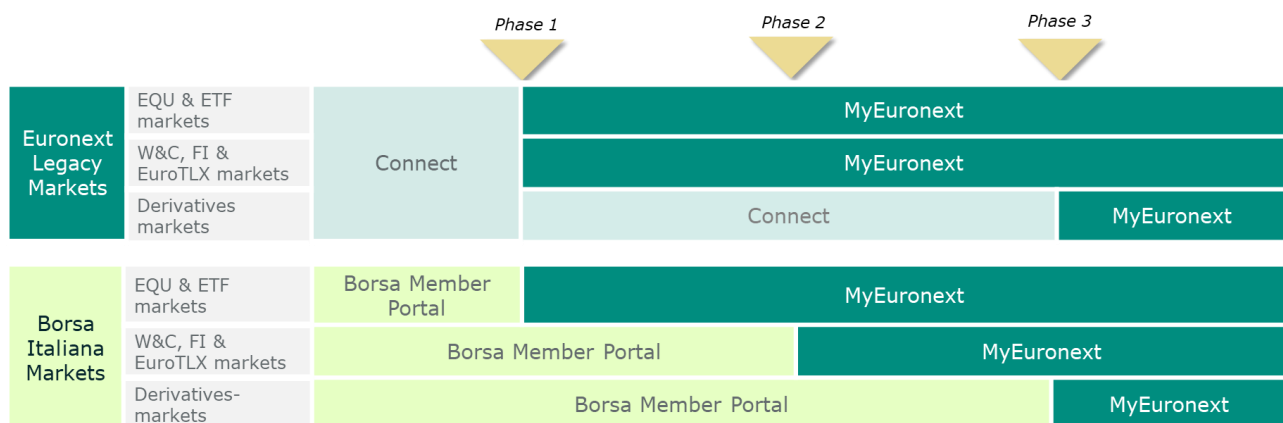 Phase 1
Phase 2
Phase 3
Euronext
Legacy
Markets
EQU & ETF
markets
MyEuronext
W&C, FI &
EuroTLX markets
Connect
MyEuronext
Derivatives
markets
Connect
MyEuronext
Borsa
Italiana
Markets
EQU & ETF
markets
Borsa Member
Portal
MyEuronext
W&C, FI &
EuroTLX markets
Borsa Member Portal
MyEuronext
Derivatives-
markets
Borsa Member Portal
MyEuronext